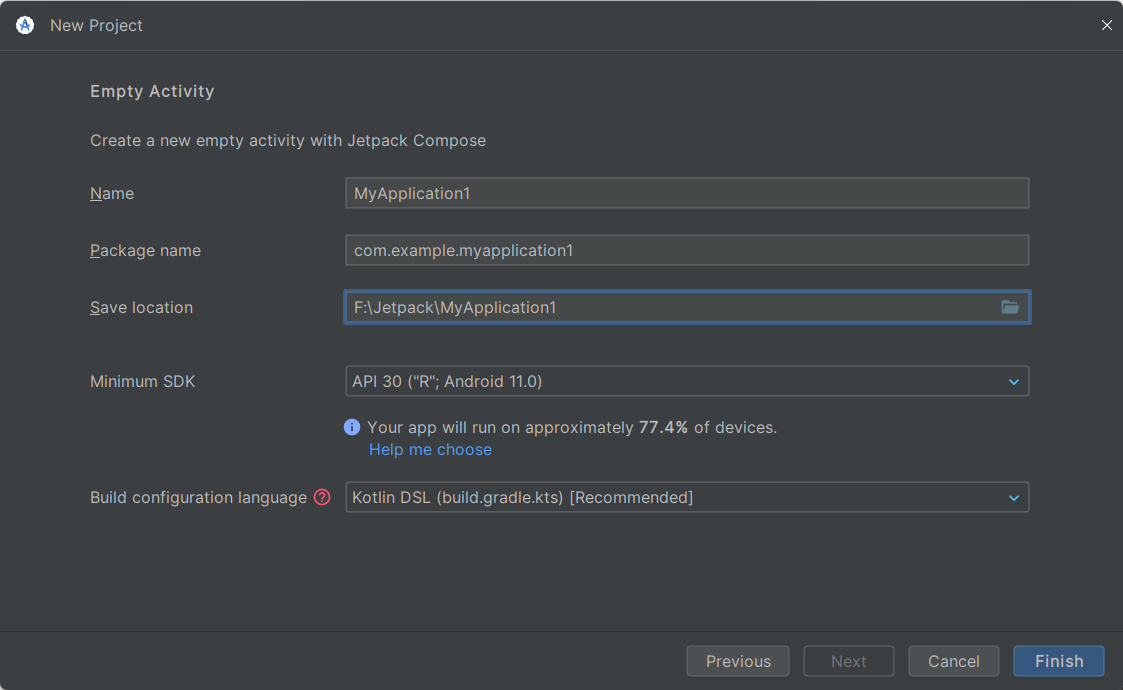 New Project
Empty Activity
Create a new empty activity with Jetpack Compose
Name MyApplication1
Package name com.example.myapplication1
Save location F:\Jetpack\MyApplication1
Minimum SDK API 30 ("R"; Android 11.0)
Your app will run on approximately 77.4% of devices.
Help me choose
Build configuration language ? Kotlin DSL (build.gradle.kts) [Recommended]
Previous Next Cancel Finish